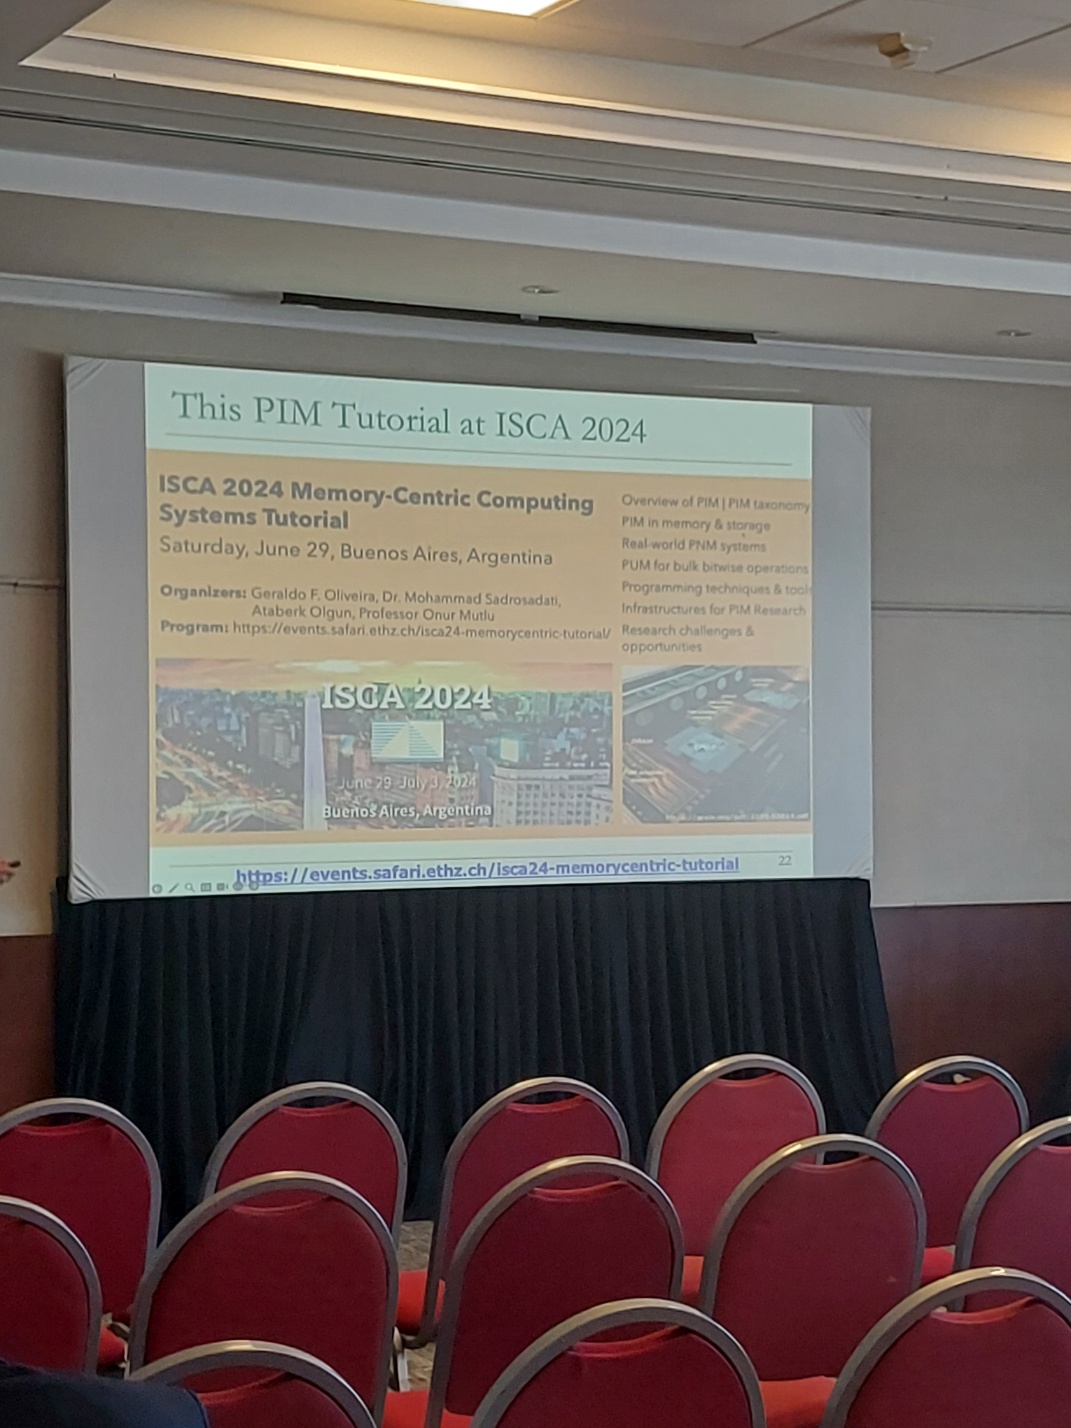 This PIM Tutorial at ISCA 2024
ISCA 2024 Memory-Centric Computing
Systems Tutorial
Saturday, June 29, Buenos Aires, Argentina
Organizers: Geraldo F. Oliveira, Dr. Mohammad Sadrosadati,
Ataberk Olgun, Professor Onur Mutlu
Program: https://events.safari.ethz.ch/isca24-memorycentric-tutorial/
Overview of PIM | PIM taxonomy
PIM in memory & storage
Real-world PNM systems
PUM for bulk bitwise operations
Programming techniques & tools
Infrastructures for PIM Research
Research challenges &
opportunities
ISCA 2024
June 29-July 3, 2024
Buenos Aires, Argentina
https://events.safari.ethz.ch/isca24-memorycentric-tutorial
22